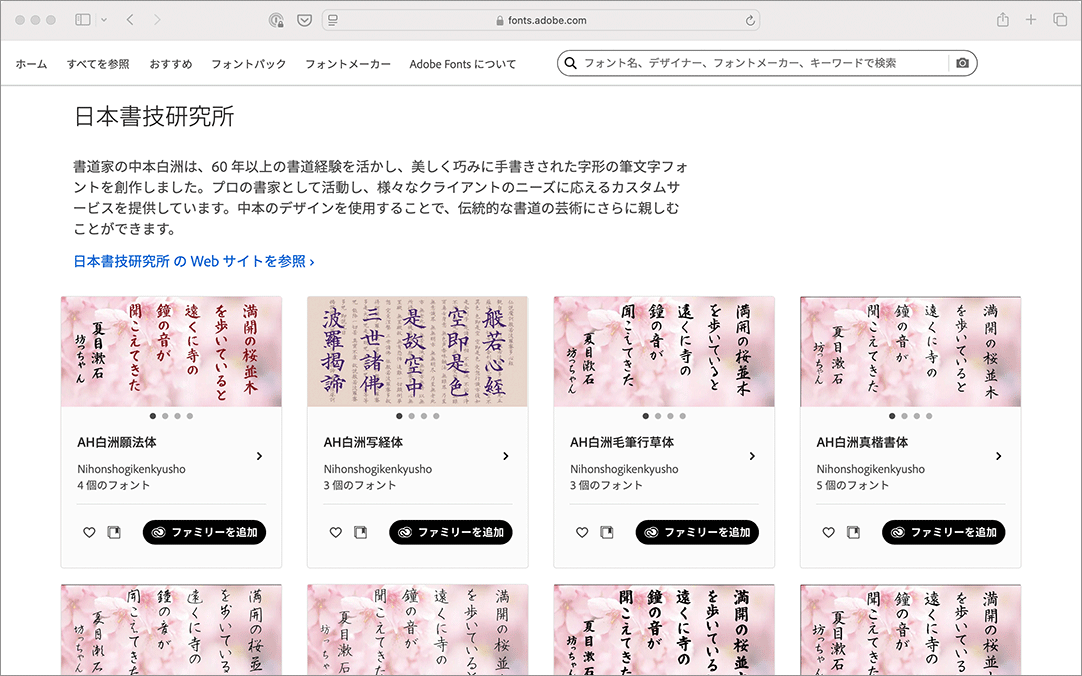 fonts.adobe.com
ホーム すべてを参照 おすすめ フォントパック フォントメーカー Adobe Fonts について
フォント名、デザイナー、フォントメーカー、キーワードで検索
日本書技研究所
書道家の中本白洲は、60 年以上の書道経験を活かし、美しく巧みに手書きされた字形の筆文字フォ
ントを創作しました。プロの書家として活動し、様々なクライアントのニーズに応えるカスタムサ
ービスを提供しています。中本のデザインを使用することで、伝統的な書道の芸術にさらに親しむ
ことができます。
日本書技研究所 の Web サイトを参照 ›
満開の桜並木
を歩いていると
遠くに寺の
鐘の音が
聞こえてきた
夏目漱石
坊っちゃん
AH白洲願法体
Nihonshogikenkyusho
4 個のフォント
ファミリーを追加
般若心経
空即是色
是故空中
三世諸佛
波羅揭諦
AH白洲写経体
Nihonshogikenkyusho
3 個のフォント
ファミリーを追加
満開の桜並木
を歩いていると
遠くに寺の
鐘の音が
聞こえてきた
夏目漱石
坊っちゃん
AH白洲毛筆行草体
Nihonshogikenkyusho
3 個のフォント
ファミリーを追加
満開の桜並木
を歩いていると
遠くに寺の
鐘の音が
聞こえてきた
夏目漱石
坊っちゃん
AH白洲真楷書体
Nihonshogikenkyusho
5 個のフォント
ファミリーを追加
満開の桜並
を歩いている
遠くに寺の
鐘の音が
聞こえてき
夏目漱石
坊っちゃ
満開の桜並
を歩いている
遠くに寺の
鐘の音が
聞こえてき
夏目漱石
坊っちゃ
満開の桜並
を歩いている
遠くに寺の
鐘の音が
聞こえてき
夏目漱石
坊っちゃん
満開の桜並
を歩いている
遠くに寺の
鐘の音が
聞こえてき
夏目漱石
坊っちゃん